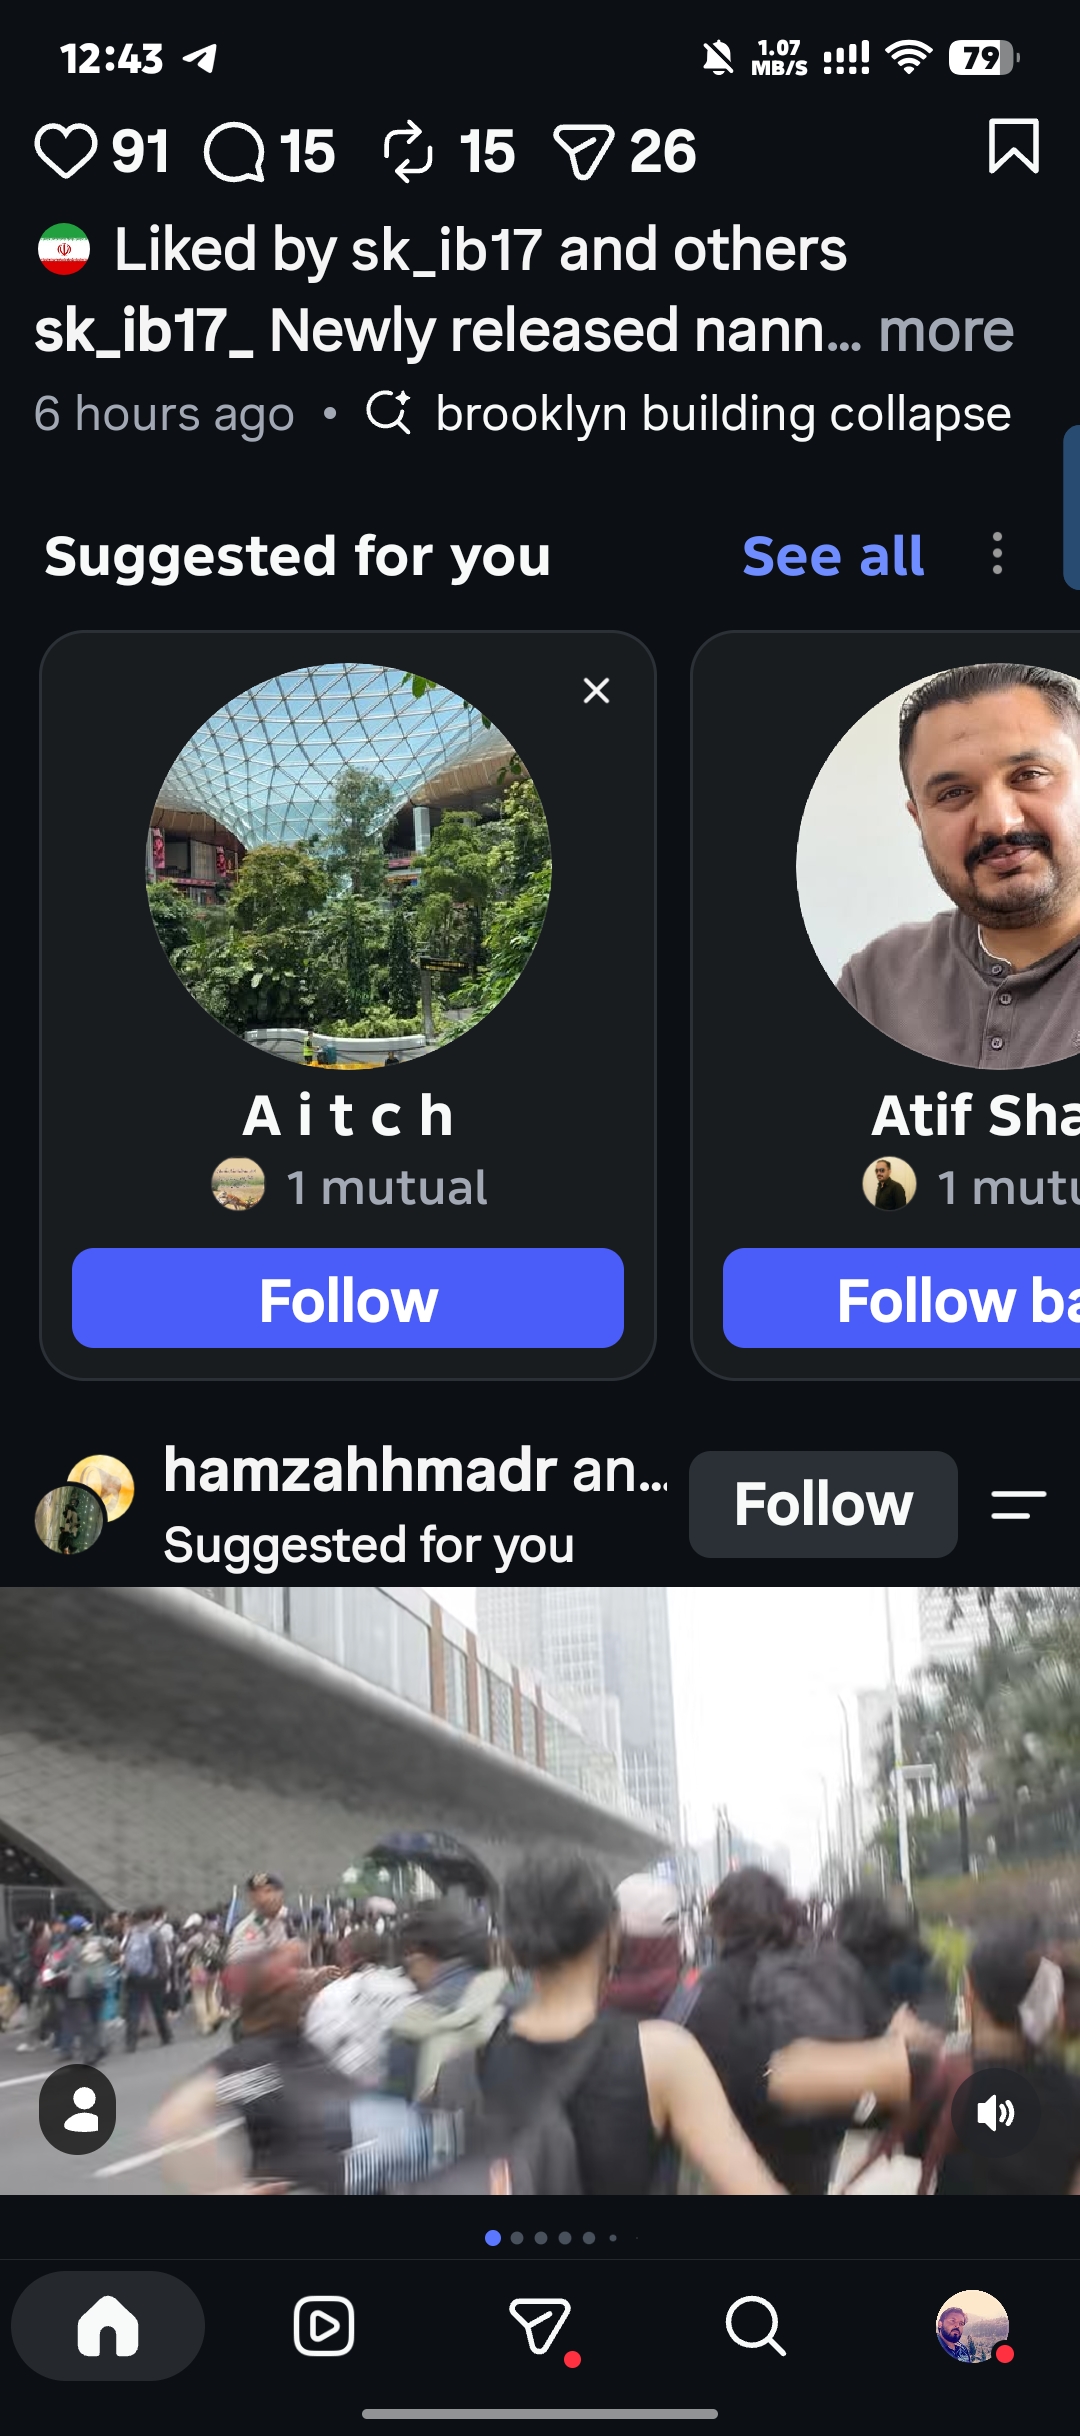 12:43
1.07
MB/S
79
91 15 15 26
Liked by sk_ib17 and others
sk_ib17_ Newly released nann... more
6 hours ago • brooklyn building collapse
Suggested for you See all
A i t c h
1 mutual
Follow
Atif Sha
1 mutu
Follow ba
hamzahhmadr an...
Suggested for you
Follow